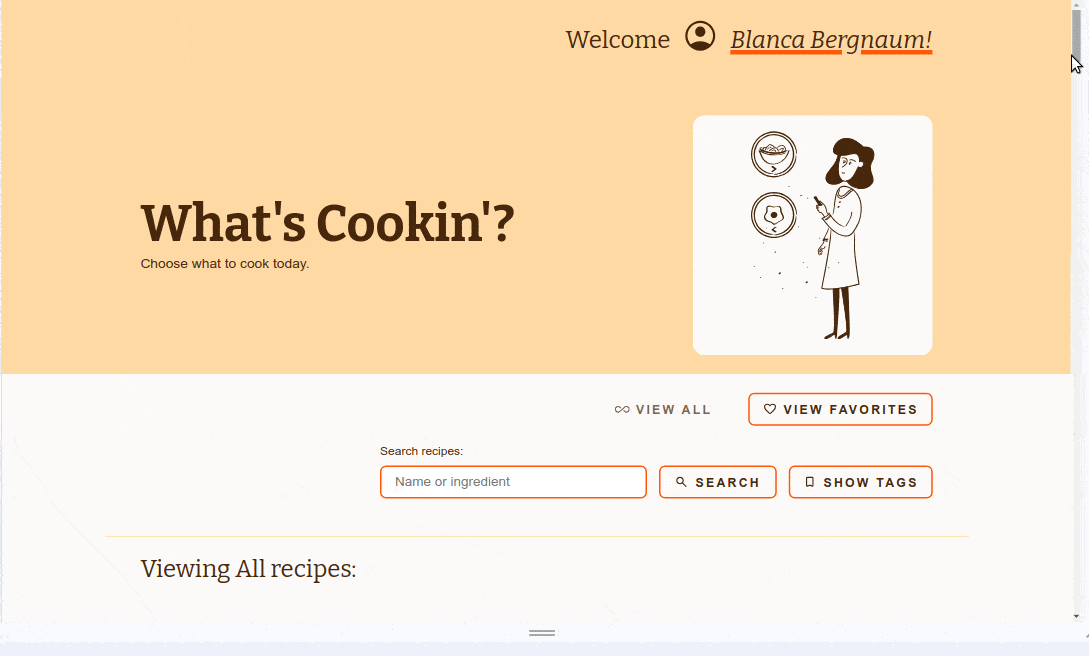 Welcome Blanca Bergnaum!
What's Cookin'?
Choose what to cook today.
VIEW ALL
VIEW FAVORITES
Search recipes:
Name or ingredient
SEARCH
SHOW TAGS
Viewing All recipes: